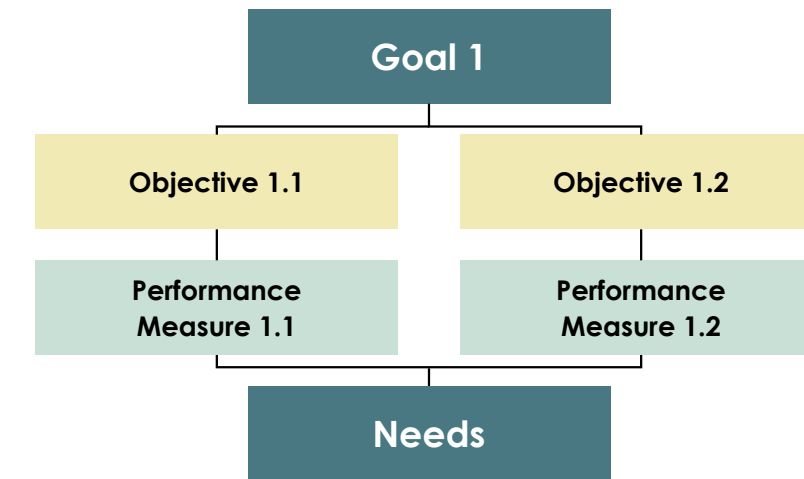 Goal 1
Objective 1.1
Objective 1.2
Performance
Measure 1.1
Performance
Measure 1.2
Needs